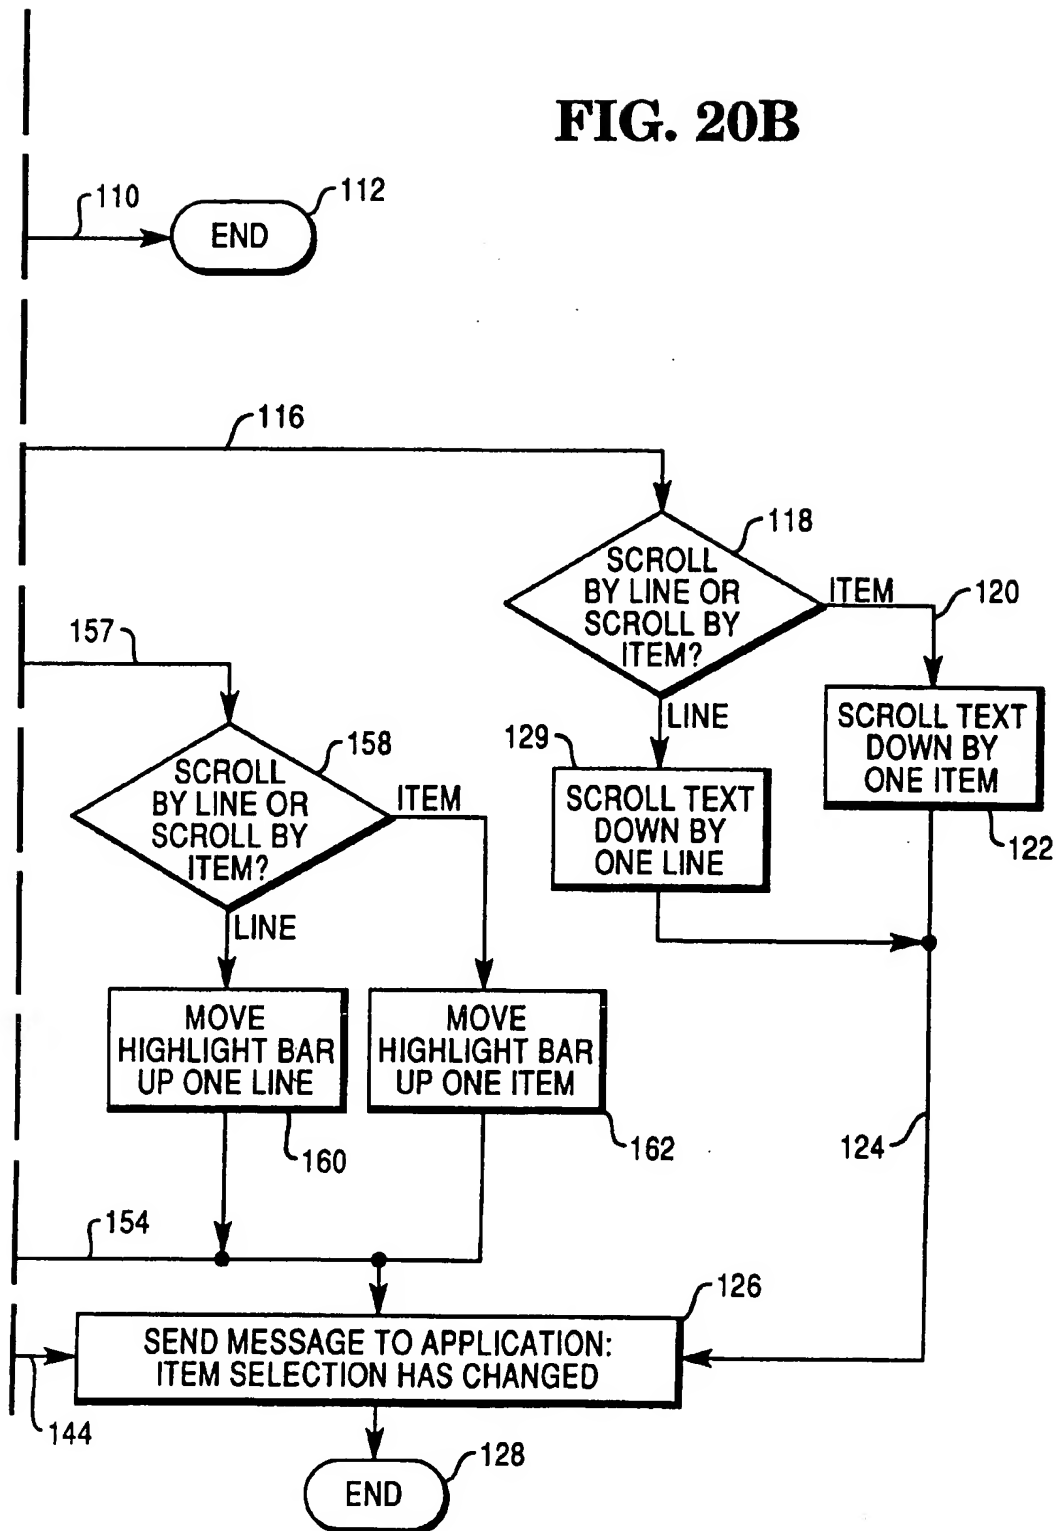 FIG. 20B
110
112
END
116
118
SCROLL
BY LINE OR
SCROLL BY
ITEM?
ITEM
120
LINE
SCROLL TEXT
DOWN BY
ONE ITEM
122
129
SCROLL TEXT
DOWN BY
ONE LINE
157
158
SCROLL
BY LINE OR
SCROLL BY
ITEM?
ITEM
LINE
MOVE
HIGHLIGHT BAR
UP ONE LINE
160
MOVE
HIGHLIGHT BAR
UP ONE ITEM
162
124
154
126
SEND MESSAGE TO APPLICATION:
ITEM SELECTION HAS CHANGED
144
128
END